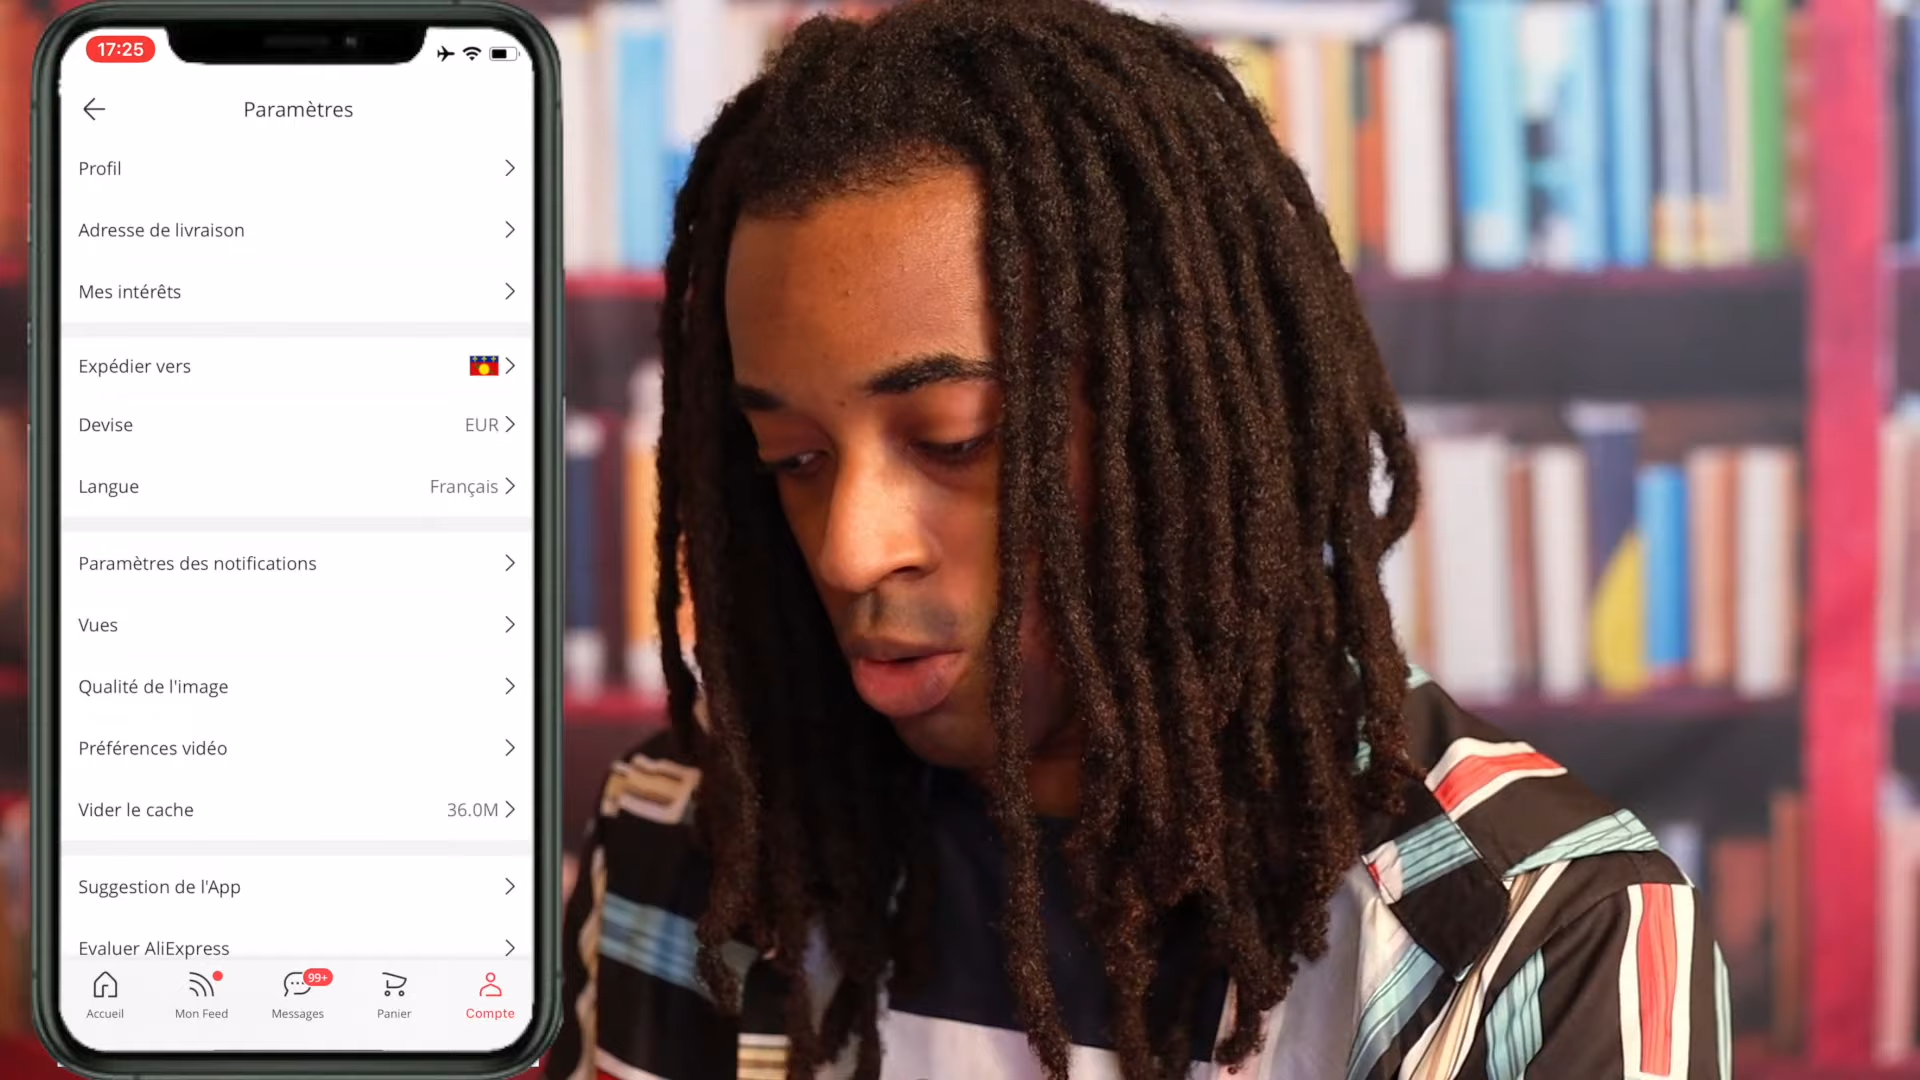 17:25
Paramètres
Profil
Adresse de livraison
Mes intérêts
Expédier vers
Devise EUR
Langue Français
Paramètres des notifications
Vues
Qualité de l'image
Préférences vidéo
Vider le cache 36.0M
Suggestion de l'App
Evaluer AliExpress
99+
Accueil Mon Feed Messages Panier Compte